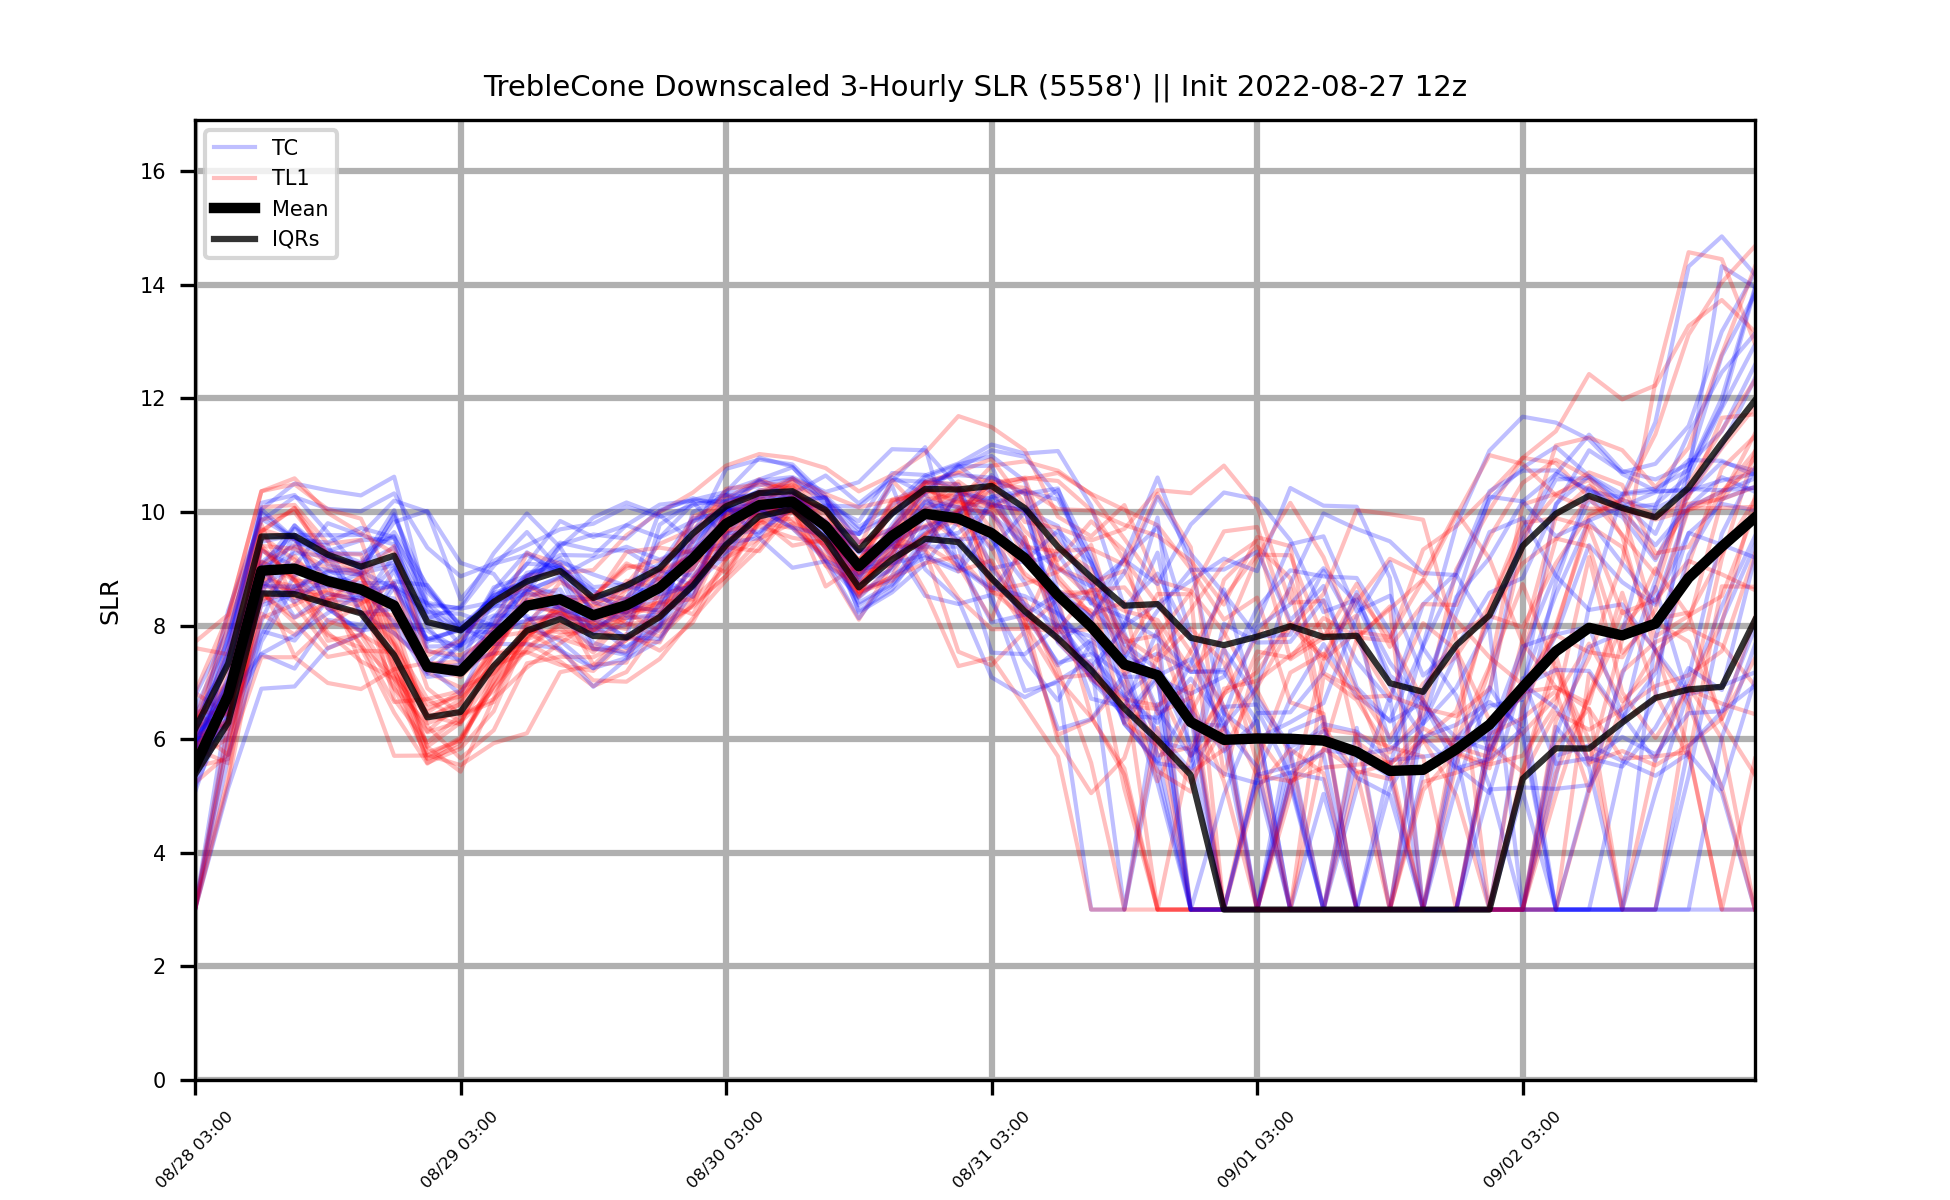 TrebleCone Downscaled 3-Hourly SLR (5558') || Init 2022-08-27 12z
TC
TL1
Mean
IQRs
16
14
12
10
8
6
4
2
0
SLR
08/28 03:00
08/29 03:00
08/30 03:00
08/31 03:00
09/01 03:00
09/02 03:00